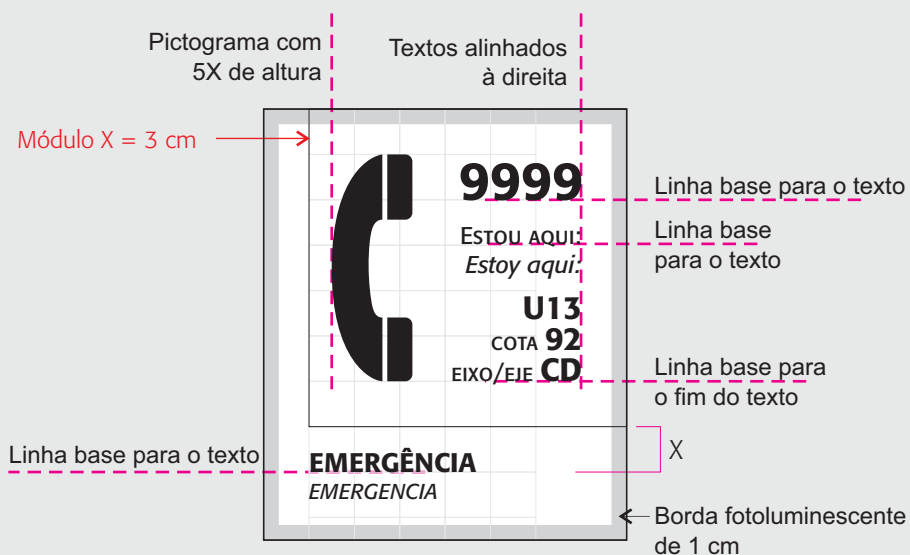 Pictograma com
5X de altura
Textos alinhados
à direita
Módulo X = 3 cm
9999
Linha base para o texto
ESTOU AQUI:
Estoy aqui:
Linha base
para o texto
U13
COTA 92
EIXO/EJE CD
Linha base para
o fim do texto
Linha base para o texto
EMERGÊNCIA
EMERGENCIA
X
Borda fotoluminescente
de 1 cm